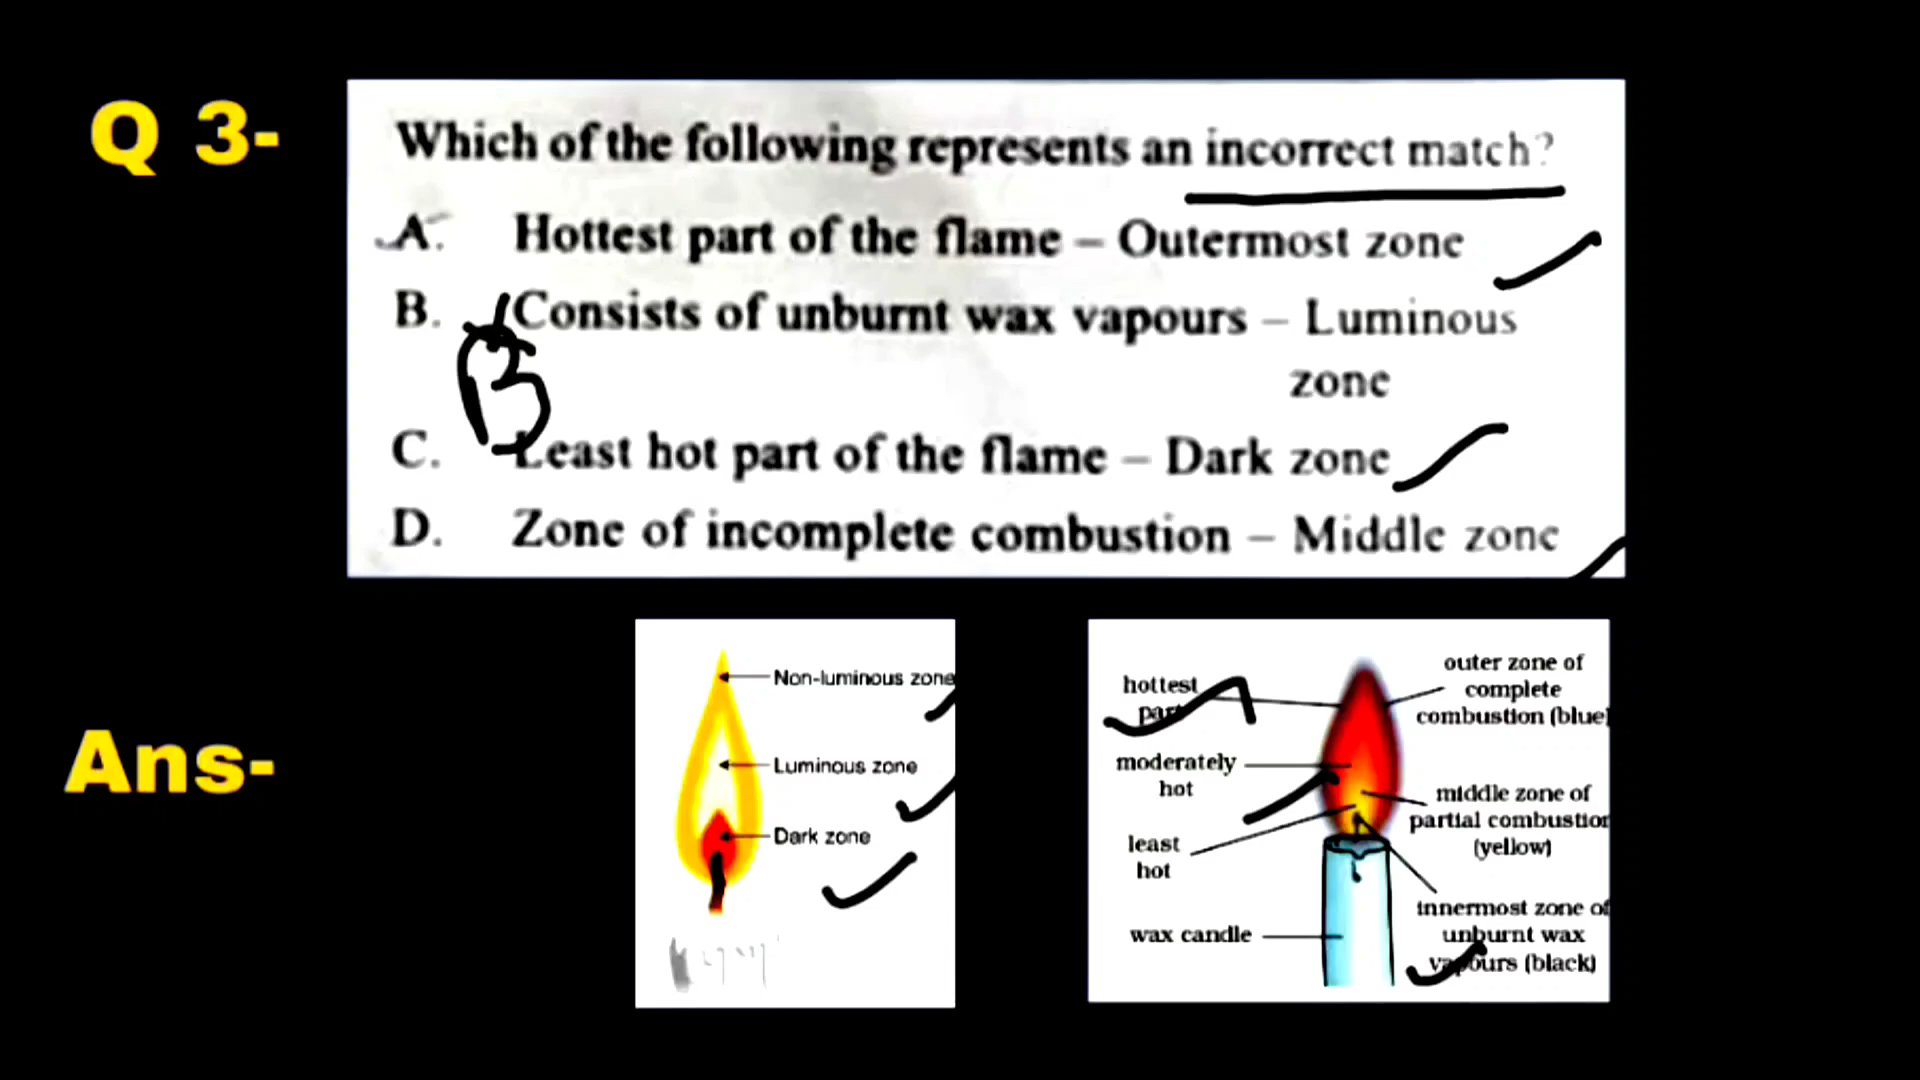 Q 3-
Which of the following represents an incorrect match?
A. Hottest part of the flame – Outermost zone
B. Consists of unburnt wax vapours – Luminous
zone
B
C. Least hot part of the flame – Dark zone
D. Zone of incomplete combustion – Middle zone
Ans-
Non-luminous zone
Luminous zone
Dark zone
hottest
part
moderately
hot
least
hot
wax candle
outer zone of
complete
combustion (blue)
middle zone of
partial combustion
(yellow)
innermost zone of
unburnt wax
vapours (black)